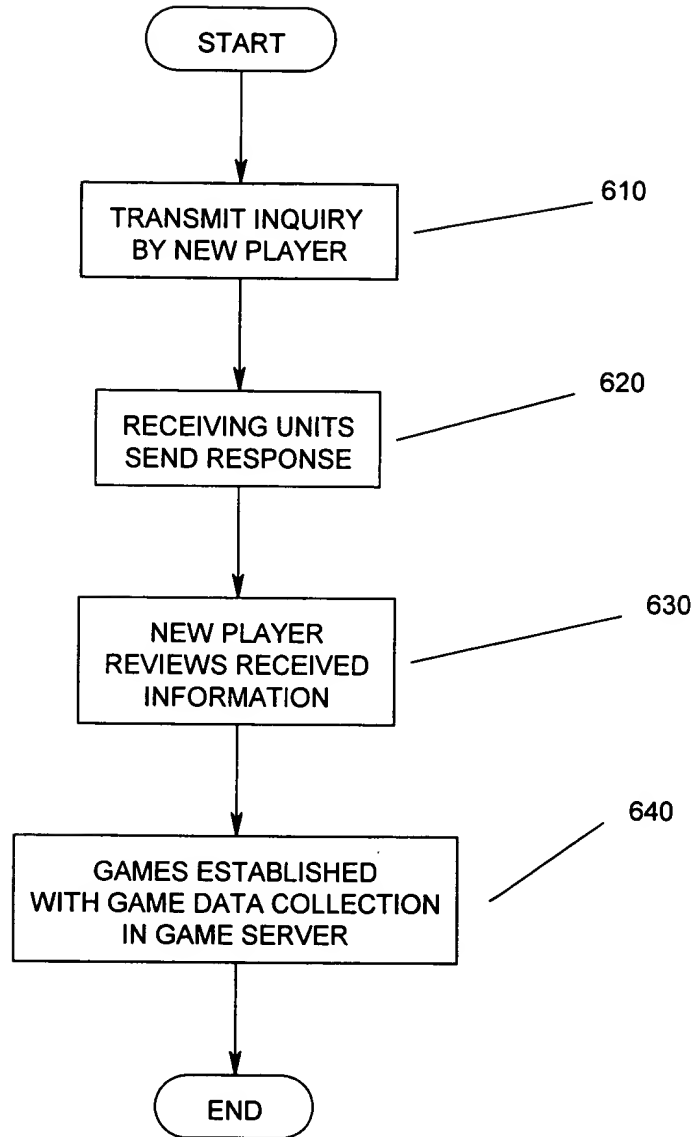 START
610
TRANSMIT INQUIRY
BY NEW PLAYER
620
RECEIVING UNITS
SEND RESPONSE
630
NEW PLAYER
REVIEWS RECEIVED
INFORMATION
640
GAMES ESTABLISHED
WITH GAME DATA COLLECTION
IN GAME SERVER
END